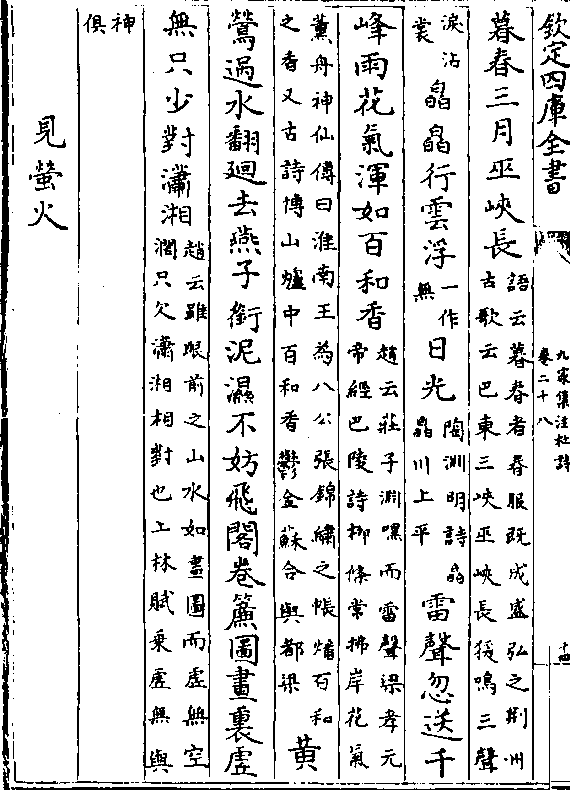 欽定四庫全書
九家集注杜詩
卷二十八
十四
暮春三月巫峽長
語云暮春者春服既成盛弘之荆州
古歌云巴東三峽巫峽長猿鳴三聲
淚沾
裳
皛皛行雲浮
一作
無
日光
陶淵明詩皛
皛川上平
雷聲忽送千
峰雨花氣渾如百和香
趙云莊子淵嘿而雷聲梁孝元
帝經巴陵詩柳條常拂岸花氣
薰舟神仙傳曰淮南王為八公張錦繡之帳燔百和
之香又古詩博山爐中百和香鬱金蘇合與都梁
黄
鶯過水翻廻去燕子銜泥濕不妨飛閣卷簾圖畫裏虛
無只少對瀟湘
趙云雖眼前之山水如畫圖而虛無空
濶只欠瀟湘相對也上林賦乘虛無與
神
俱
見螢火